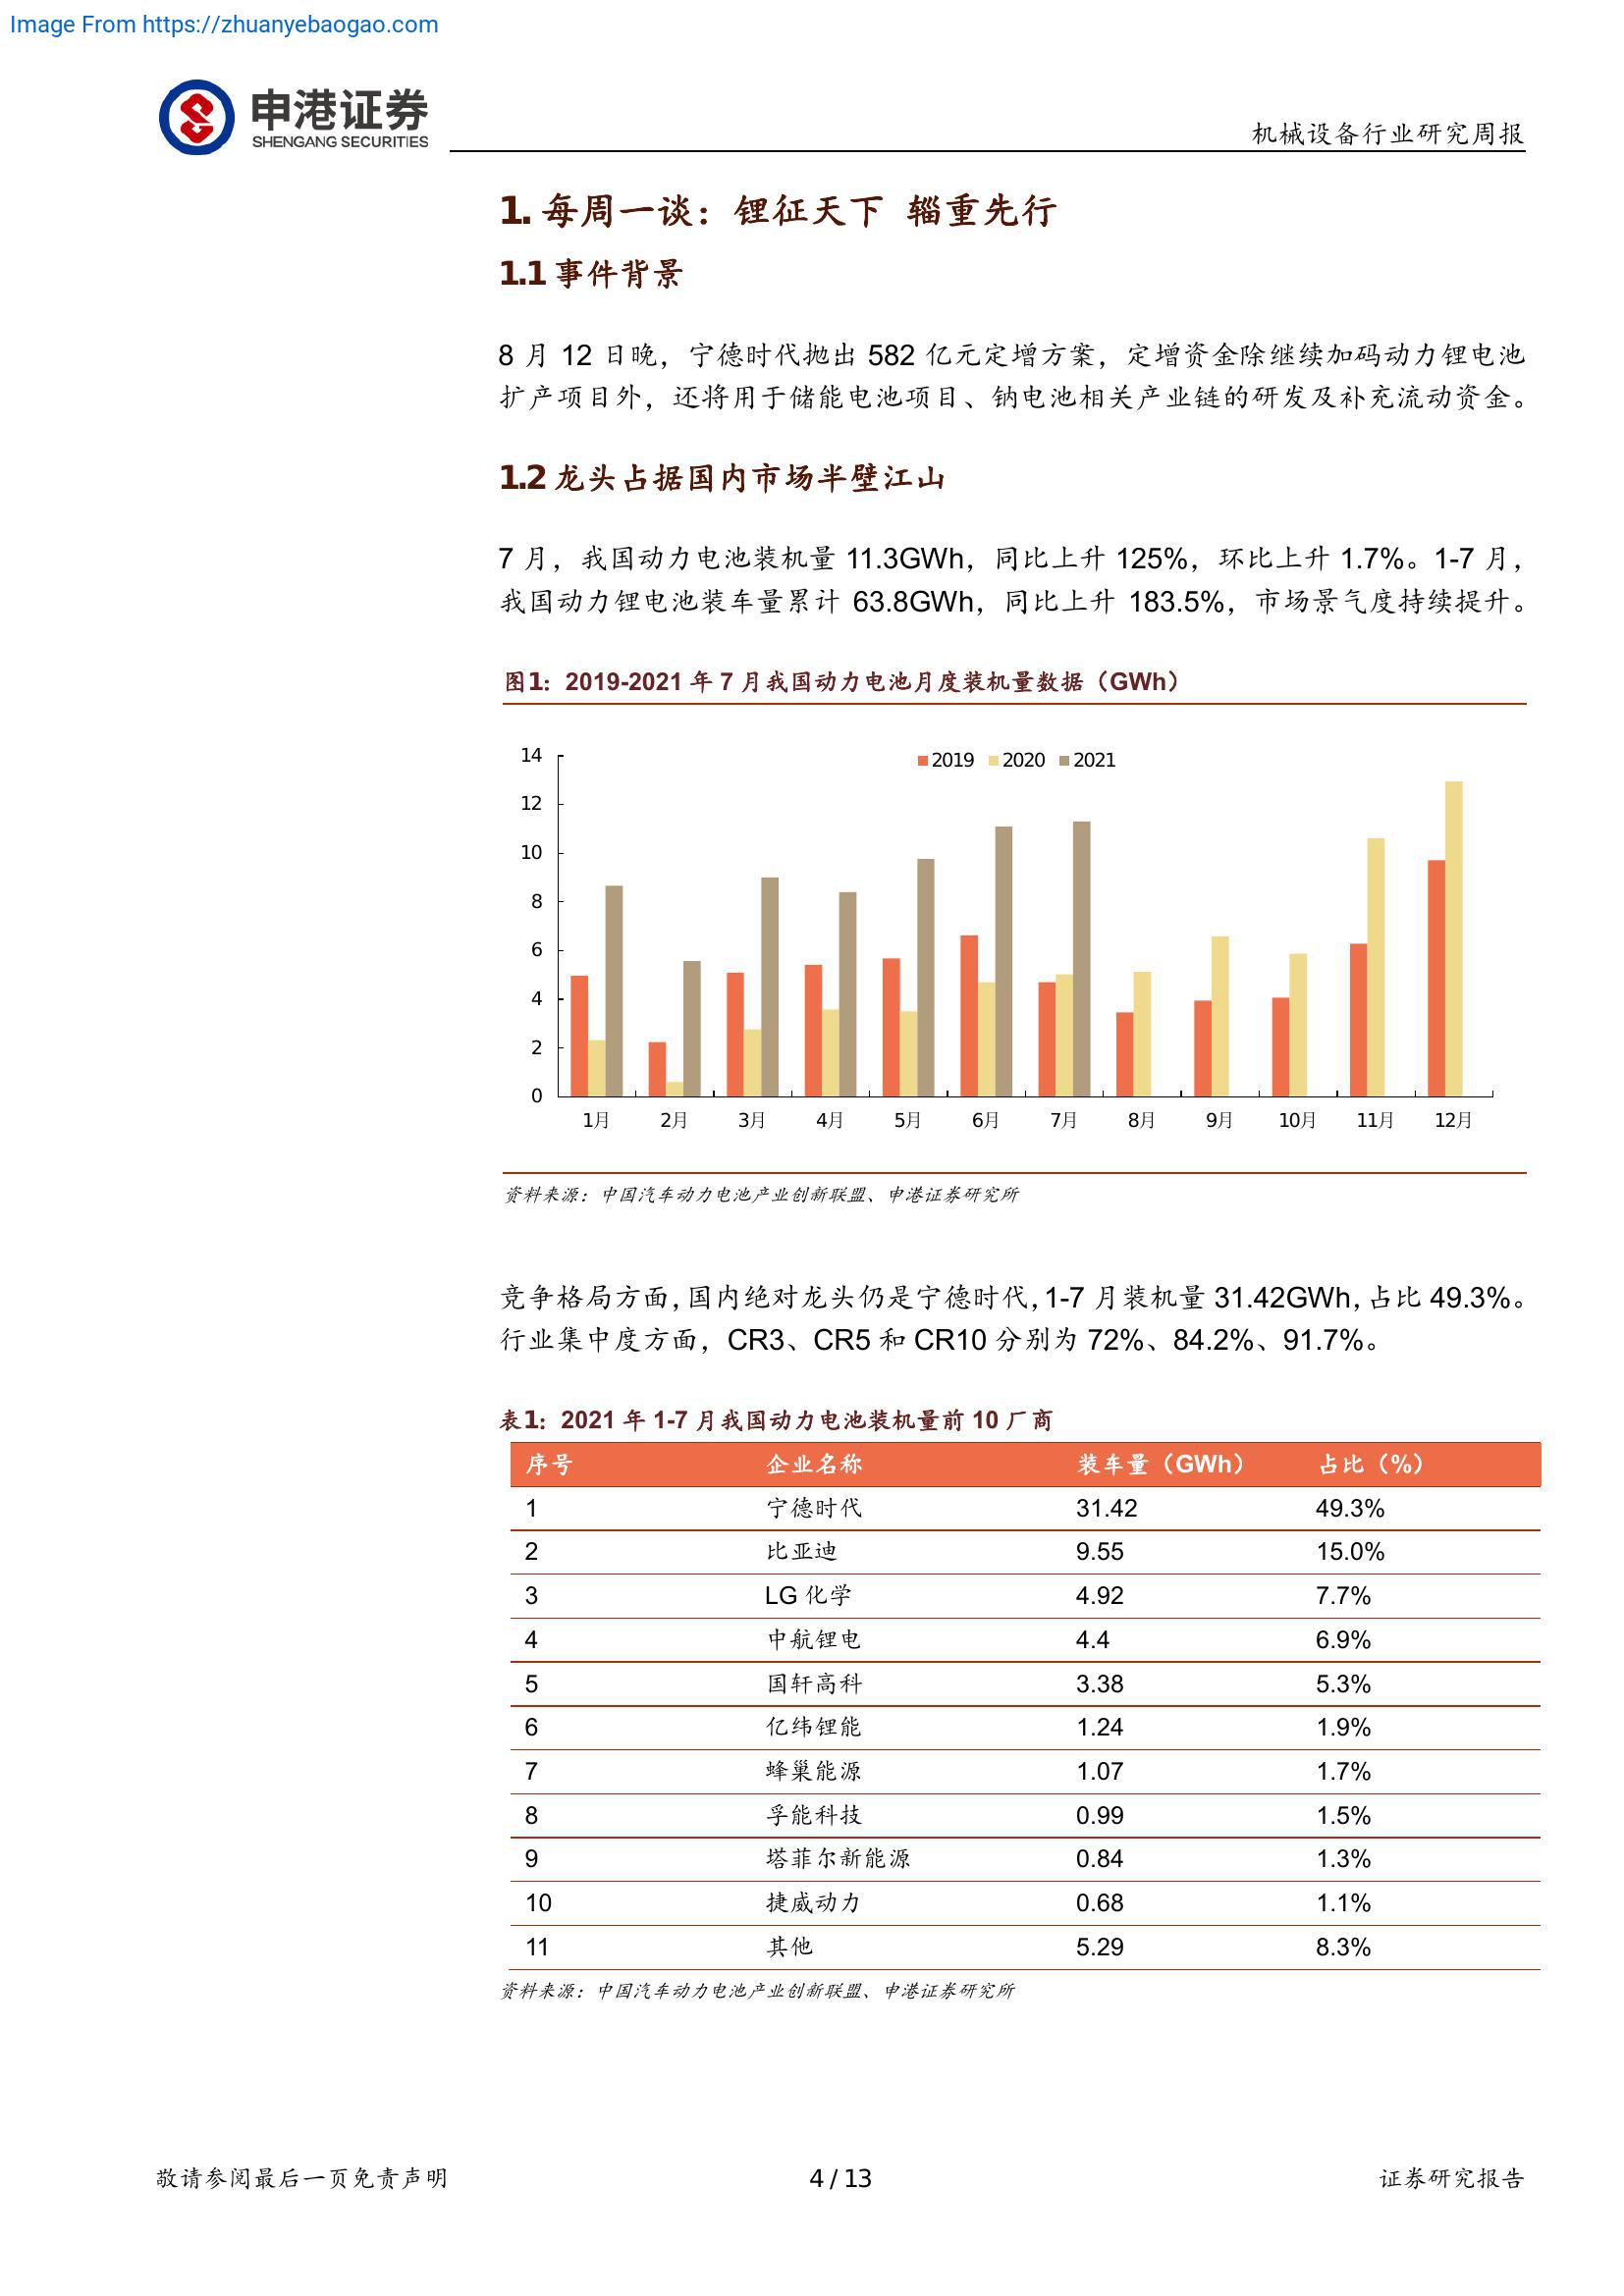 Image From https://zhuanyebaogao.com
申港证券
SHENGANG SECURITIES
机械设备行业研究周报
1. 每周一谈：锂征天下 辎重先行
1.1 事件背景
8 月 12 日晚，宁德时代抛出 582 亿元定增方案，定增资金除继续加码动力锂电池
扩产项目外，还将用于储能电池项目、钠电池相关产业链的研发及补充流动资金。
1.2 龙头占据国内市场半壁江山
7 月，我国动力电池装机量 11.3GWh，同比上升 125%，环比上升 1.7%。1-7 月，
我国动力锂电池装车量累计 63.8GWh，同比上升 183.5%，市场景气度持续提升。
图1：2019-2021 年 7 月我国动力电池月度装机量数据（GWh）
2019 2020 2021
14
12
10
8
6
4
2
0
1月 2月 3月 4月 5月 6月 7月 8月 9月 10月 11月 12月
资料来源：中国汽车动力电池产业创新联盟、申港证券研究所
竞争格局方面，国内绝对龙头仍是宁德时代，1-7 月装机量 31.42GWh，占比 49.3%。
行业集中度方面，CR3、CR5 和 CR10 分别为 72%、84.2%、91.7%。
表1：2021 年 1-7 月我国动力电池装机量前 10 厂商
序号 企业名称 装车量（GWh） 占比（%）
1 宁德时代 31.42 49.3%
2 比亚迪 9.55 15.0%
3 LG 化学 4.92 7.7%
4 中航锂电 4.4 6.9%
5 国轩高科 3.38 5.3%
6 亿纬锂能 1.24 1.9%
7 蜂巢能源 1.07 1.7%
8 孚能科技 0.99 1.5%
9 塔菲尔新能源 0.84 1.3%
10 捷威动力 0.68 1.1%
11 其他 5.29 8.3%
资料来源：中国汽车动力电池产业创新联盟、申港证券研究所
敬请参阅最后一页免责声明
4 / 13
证券研究报告